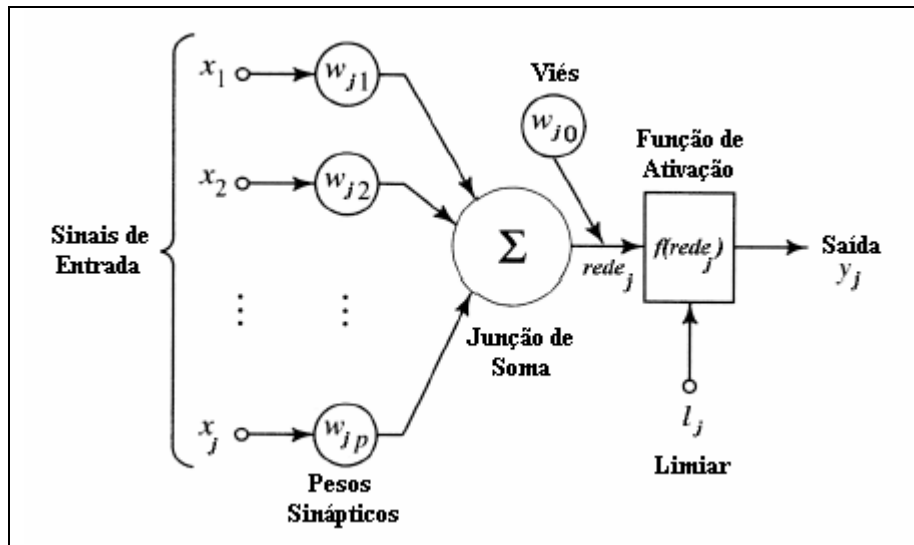 x1
wj1
Viés
wj0
Função de
Ativação
x2
wj2
Sinais de
Entrada
Σ
redej
f(redej)
Saída
yj
⋮
⋮
Junção de
Soma
xj
wjp
lj
Limiar
Pesos
Sinápticos